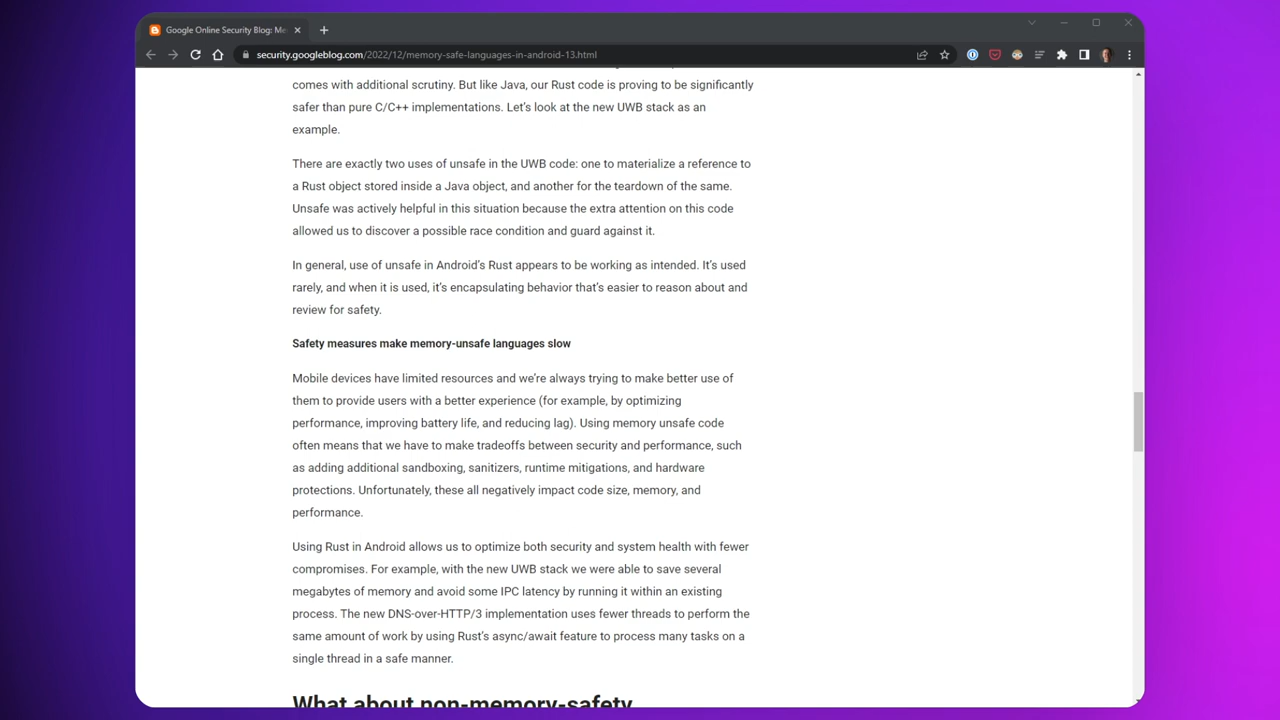 Google Online Security Blog: Me
security.googleblog.com/2022/12/memory-safe-languages-in-android-13.html
comes with additional scrutiny. But like Java, our Rust code is proving to be significantly
safer than pure C/C++ implementations. Let's look at the new UWB stack as an
example.
There are exactly two uses of unsafe in the UWB code: one to materialize a reference to
a Rust object stored inside a Java object, and another for the teardown of the same.
Unsafe was actively helpful in this situation because the extra attention on this code
allowed us to discover a possible race condition and guard against it.
In general, use of unsafe in Android's Rust appears to be working as intended. It's used
rarely, and when it is used, it's encapsulating behavior that's easier to reason about and
review for safety.
Safety measures make memory-unsafe languages slow
Mobile devices have limited resources and we're always trying to make better use of
them to provide users with a better experience (for example, by optimizing
performance, improving battery life, and reducing lag). Using memory unsafe code
often means that we have to make tradeoffs between security and performance, such
as adding additional sandboxing, sanitizers, runtime mitigations, and hardware
protections. Unfortunately, these all negatively impact code size, memory, and
performance.
Using Rust in Android allows us to optimize both security and system health with fewer
compromises. For example, with the new UWB stack we were able to save several
megabytes of memory and avoid some IPC latency by running it within an existing
process. The new DNS-over-HTTP/3 implementation uses fewer threads to perform the
same amount of work by using Rust's async/await feature to process many tasks on a
single thread in a safe manner.
What about non-memory-safety